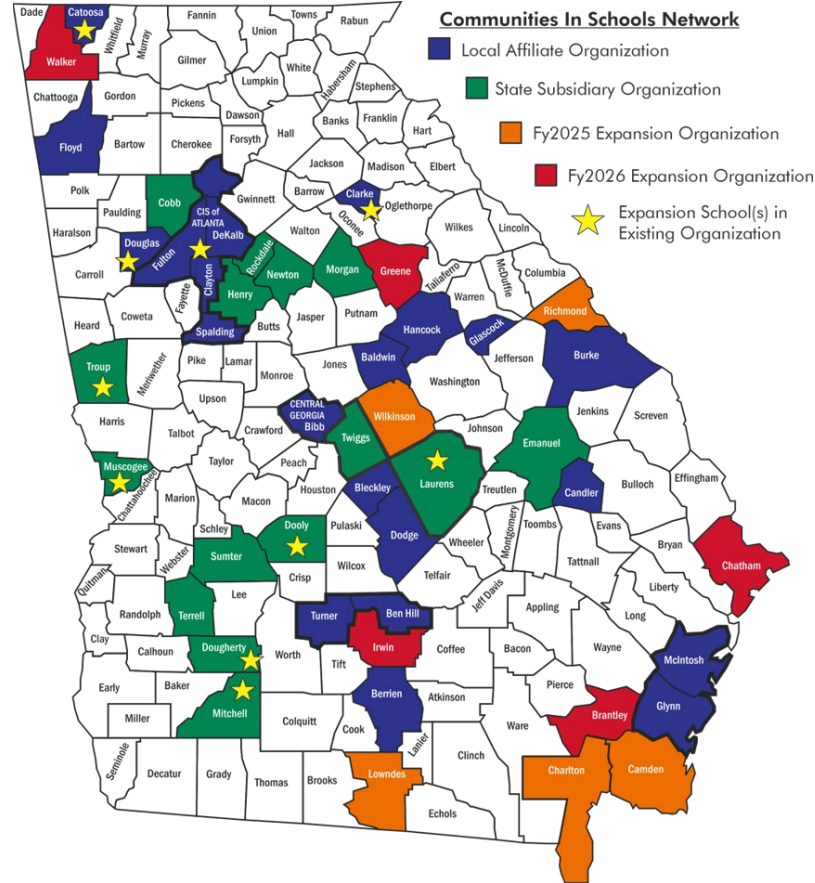 Communities In Schools Network
Local Affiliate Organization
State Subsidiary Organization
Fy2025 Expansion Organization
Fy2026 Expansion Organization
Expansion School(s) in
Existing Organization
Dade
Catoosa
Whitfield
Murray
Fannin
Union
Towns
Rabun
Walker
Gilmer
Lumpkin
White
Habersham
Stephens
Chattooga
Gordon
Pickens
Dawson
Banks
Franklin
Hart
Floyd
Bartow
Cherokee
Forsyth
Hall
Jackson
Madison
Elbert
Polk
Cobb
Gwinnett
Barrow
Clarke
Oglethorpe
Paulding
CIS of
ATLANTA
DeKalb
Haralson
Douglas
Fulton
Clayton
Rockdale
Walton
Oconee
Wilkes
Lincoln
Carroll
Newton
Morgan
Greene
Taliaferro
McDuffie
Columbia
Fayette
Henry
Warren
Richmond
Heard
Coweta
Spalding
Butts
Jasper
Putnam
Hancock
Glascock
Burke
Troup
Meriwether
Pike
Lamar
Monroe
Jones
Baldwin
Washington
Jefferson
Upson
CENTRAL
GEORGIA
Bibb
Wilkinson
Johnson
Jenkins
Screven
Harris
Talbot
Crawford
Twiggs
Emanuel
Muscogee
Chattahoochee
Taylor
Peach
Houston
Bleckley
Laurens
Treutlen
Candler
Bulloch
Effingham
Marion
Macon
Schley
Dooly
Pulaski
Dodge
Wheeler
Montgomery
Toombs
Evans
Bryan
Chatham
Stewart
Webster
Sumter
Crisp
Wilcox
Telfair
Tattnall
Liberty
Quitman
Randolph
Terrell
Lee
Turner
Ben Hill
Jeff Davis
Appling
Long
Clay
Calhoun
Dougherty
Worth
Tift
Irwin
Coffee
Bacon
Wayne
McIntosh
Early
Baker
Mitchell
Berrien
Atkinson
Pierce
Brantley
Glynn
Miller
Colquitt
Cook
Lanier
Ware
Clinch
Seminole
Decatur
Grady
Thomas
Brooks
Lowndes
Echols
Charlton
Camden